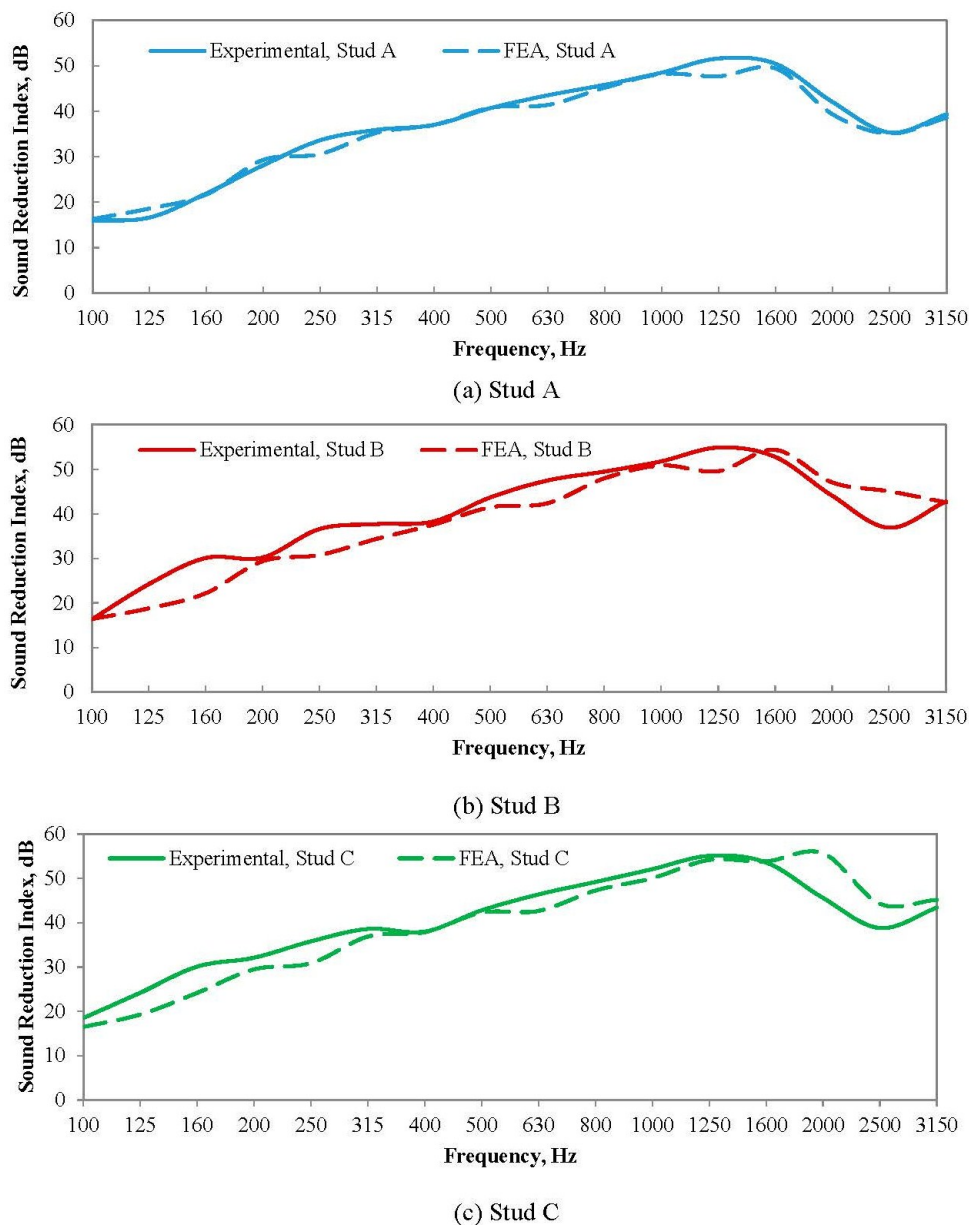 Sound Reduction Index, dB
60
50
40
30
20
10
0
Experimental, Stud A
FEA, Stud A
100 125 160 200 250 315 400 500 630 800 1000 1250 1600 2000 2500 3150
Frequency, Hz
(a) Stud A
Sound Reduction Index, dB
60
50
40
30
20
10
0
Experimental, Stud B
FEA, Stud B
100 125 160 200 250 315 400 500 630 800 1000 1250 1600 2000 2500 3150
Frequency, Hz
(b) Stud B
Sound Reduction Index, dB
60
50
40
30
20
10
0
Experimental, Stud C
FEA, Stud C
100 125 160 200 250 315 400 500 630 800 1000 1250 1600 2000 2500 3150
Frequency, Hz
(c) Stud C